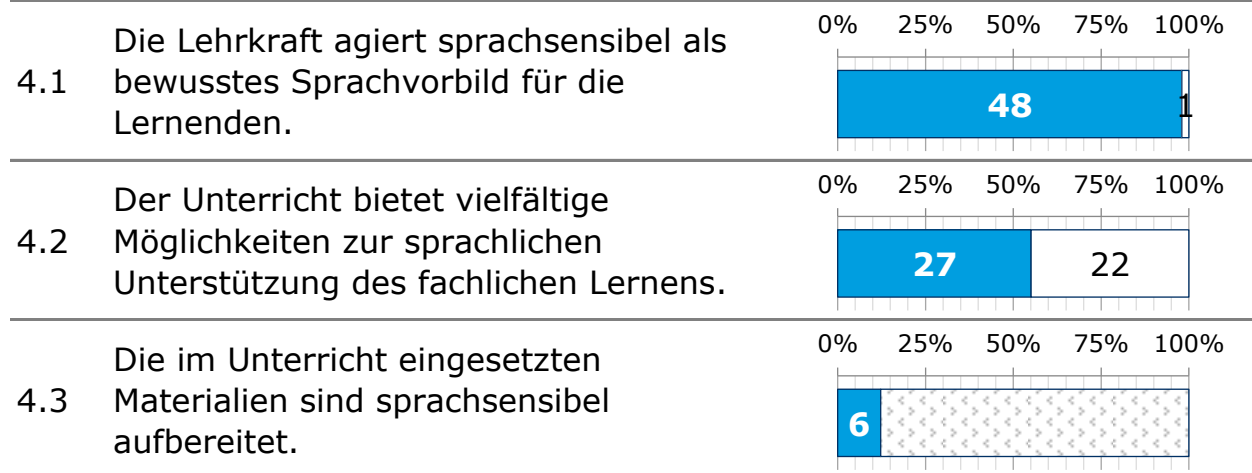 0% 25% 50% 75% 100%
4.1 Die Lehrkraft agiert sprachsensibel als
bewusstes Sprachvorbild für die
Lernenden.
48 1
0% 25% 50% 75% 100%
4.2 Der Unterricht bietet vielfältige
Möglichkeiten zur sprachlichen
Unterstützung des fachlichen Lernens.
27 22
0% 25% 50% 75% 100%
4.3 Die im Unterricht eingesetzten
Materialien sind sprachsensibel
aufbereitet.
6